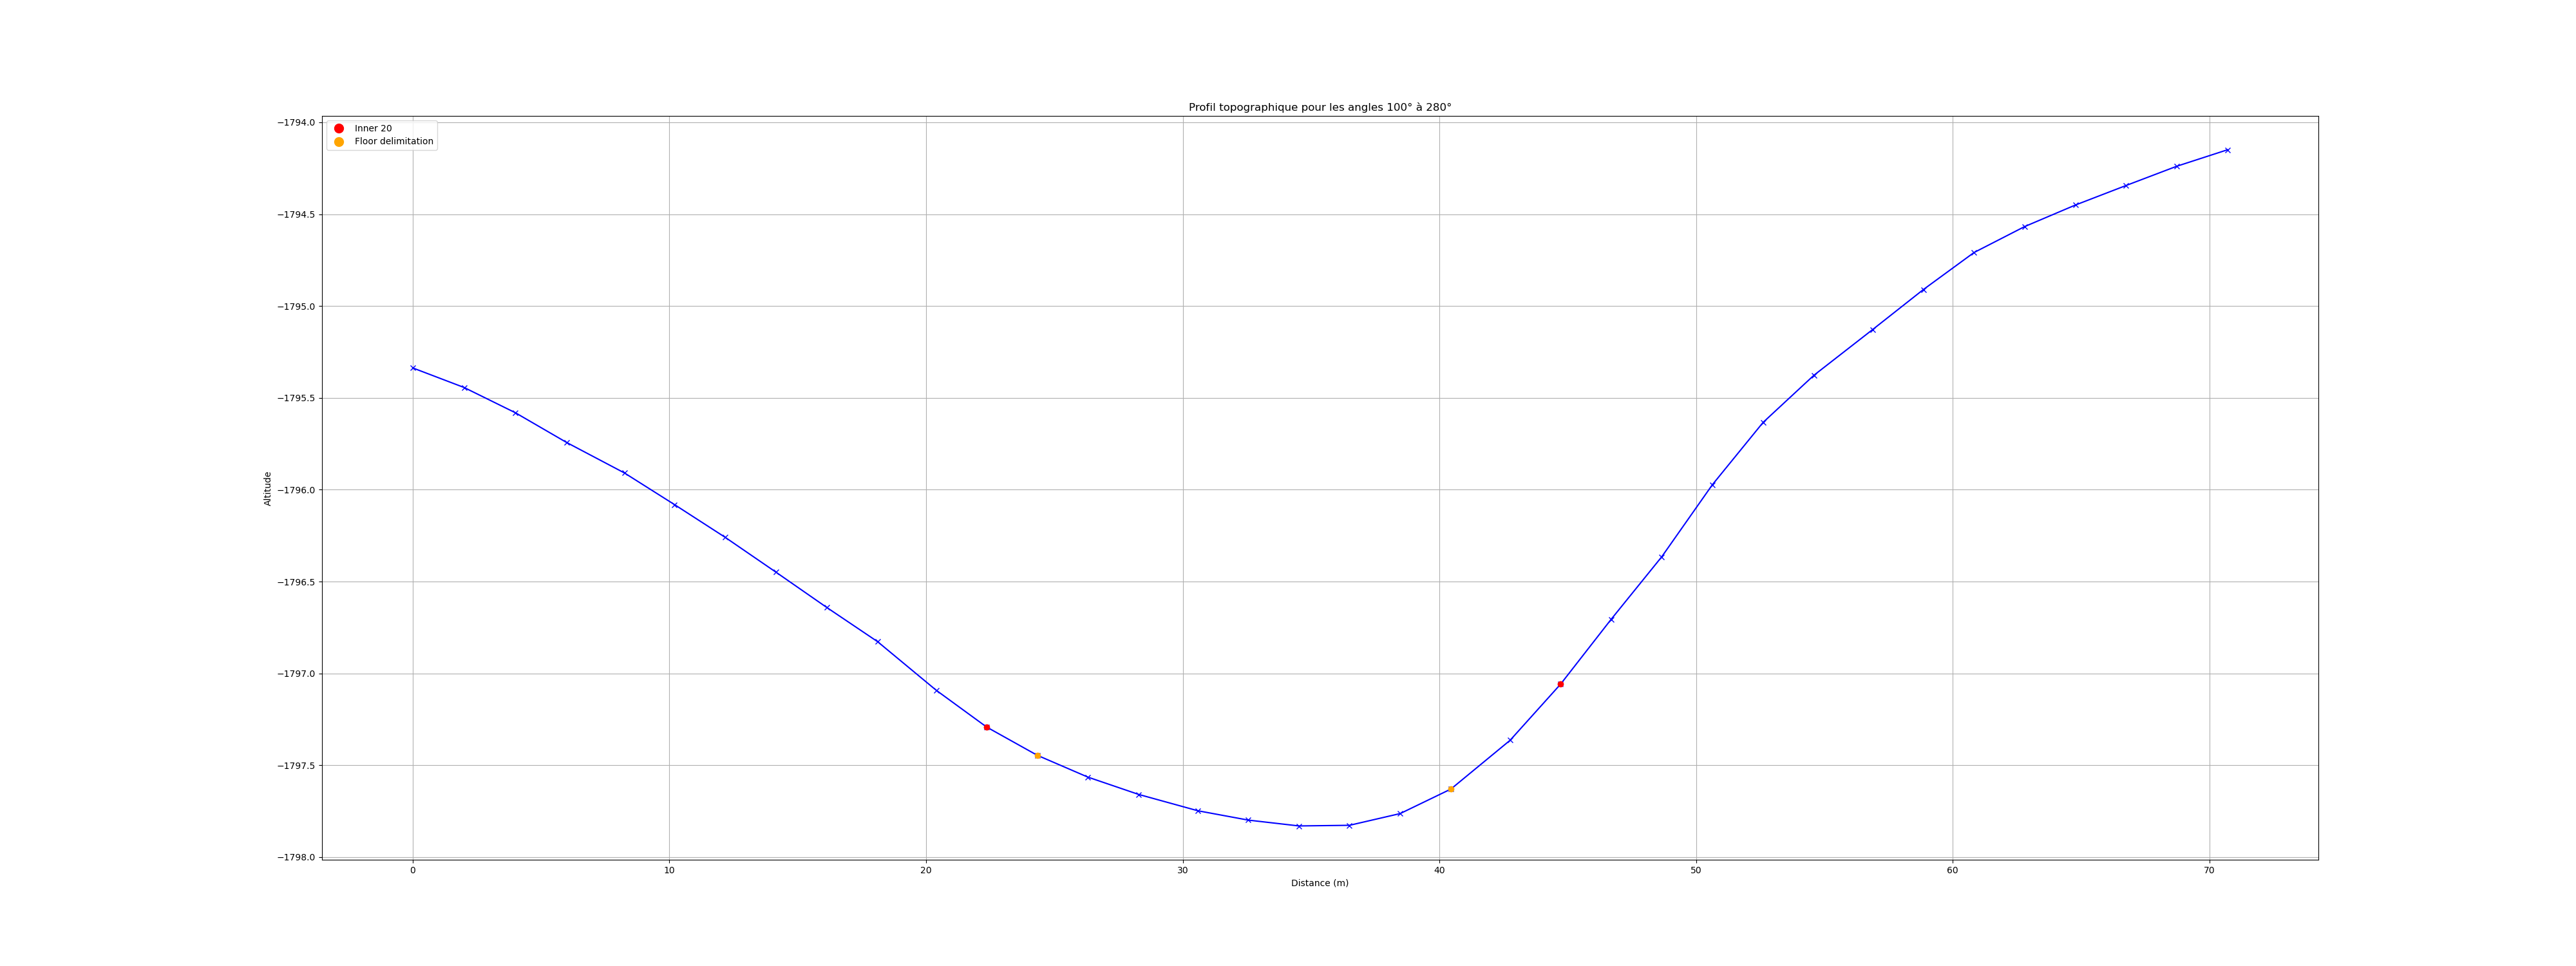 Profil topographique pour les angles 100° à 280°
Inner 20
Floor delimitation
−1794.0
−1794.5
−1795.0
−1795.5
−1796.0
−1796.5
−1797.0
−1797.5
−1798.0
Altitude
0 10 20 30 40 50 60 70
Distance (m)